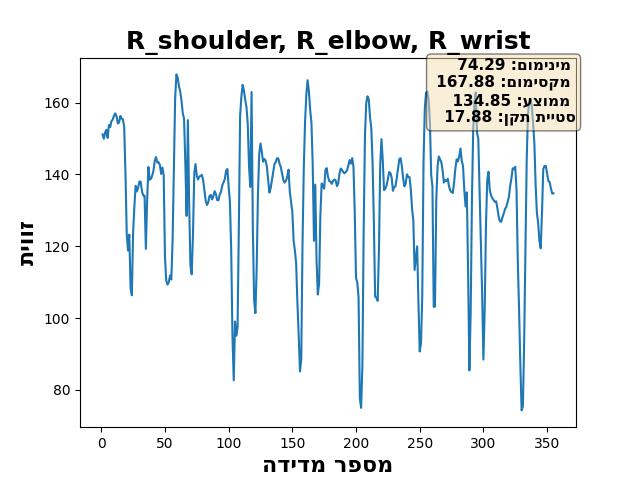 R_shoulder, R_elbow, R_wrist
מינימום: 74.29
מקסימום: 167.88
ממוצע: 134.85
סטיית תקן: 17.88
160
140
120
100
80
זווית
0 50 100 150 200 250 300 350
מספר מדידה